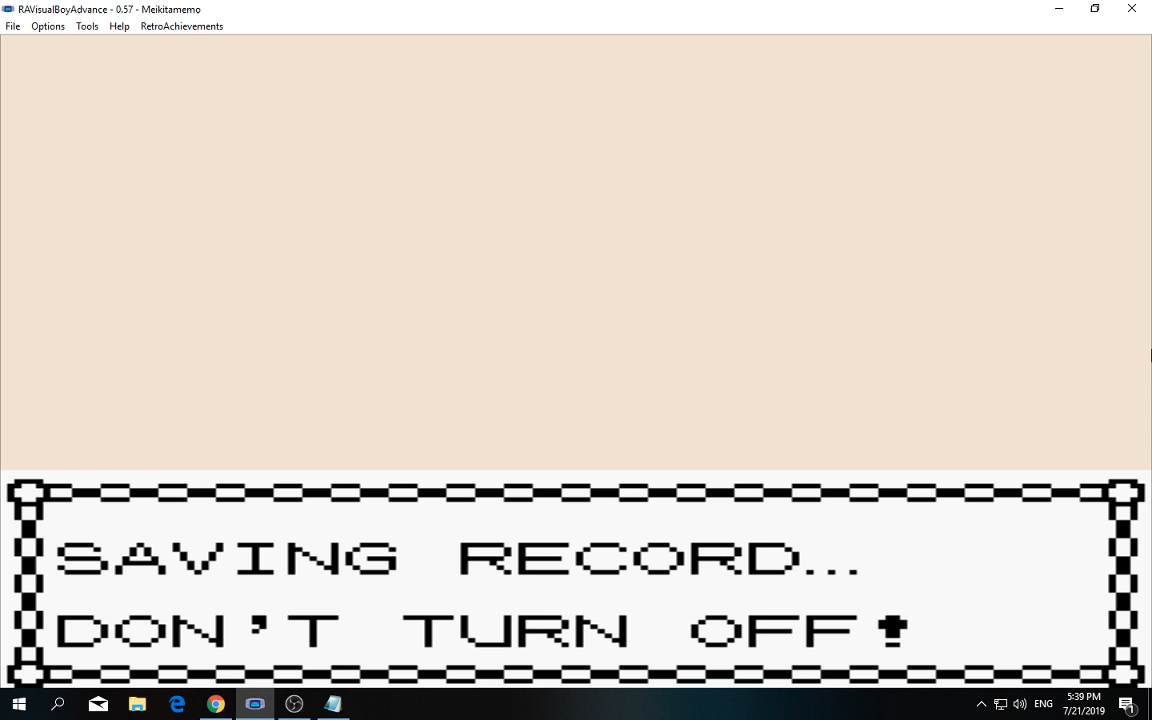 RAVisualBoyAdvance - 0.57 - Meikitamemo
File Options Tools Help RetroAchievements
SAVING RECORD...
DON'T TURN OFF!
ENG
5:39 PM
7/21/2019
1